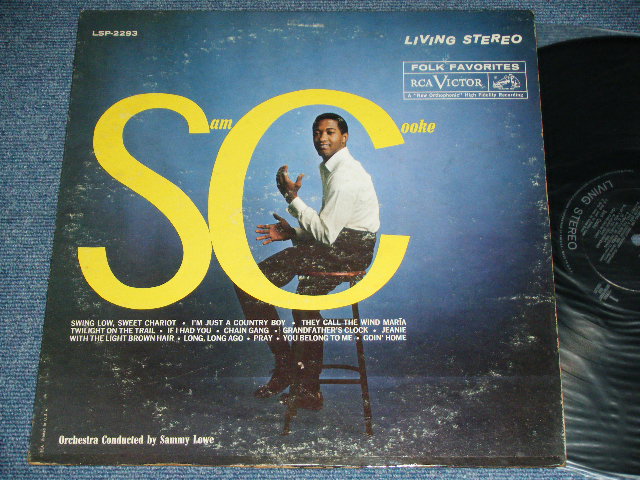 LSP-2293
LIVING STEREO
FOLK FAVORITES
RCA VICTOR
A "New Orthophonic" High Fidelity Recording
Sam Cooke
SWING LOW, SWEET CHARIOT • I'M JUST A COUNTRY BOY • THEY CALL THE WIND MARIA
TWILIGHT ON THE TRAIL • IF I HAD YOU • CHAIN GANG • GRANDFATHER'S CLOCK • JEANIE
WITH THE LIGHT BROWN HAIR • LONG, LONG AGO • PRAY • YOU BELONG TO ME • GOIN' HOME
Orchestra Conducted by Sammy Lowe
LIVING STEREO